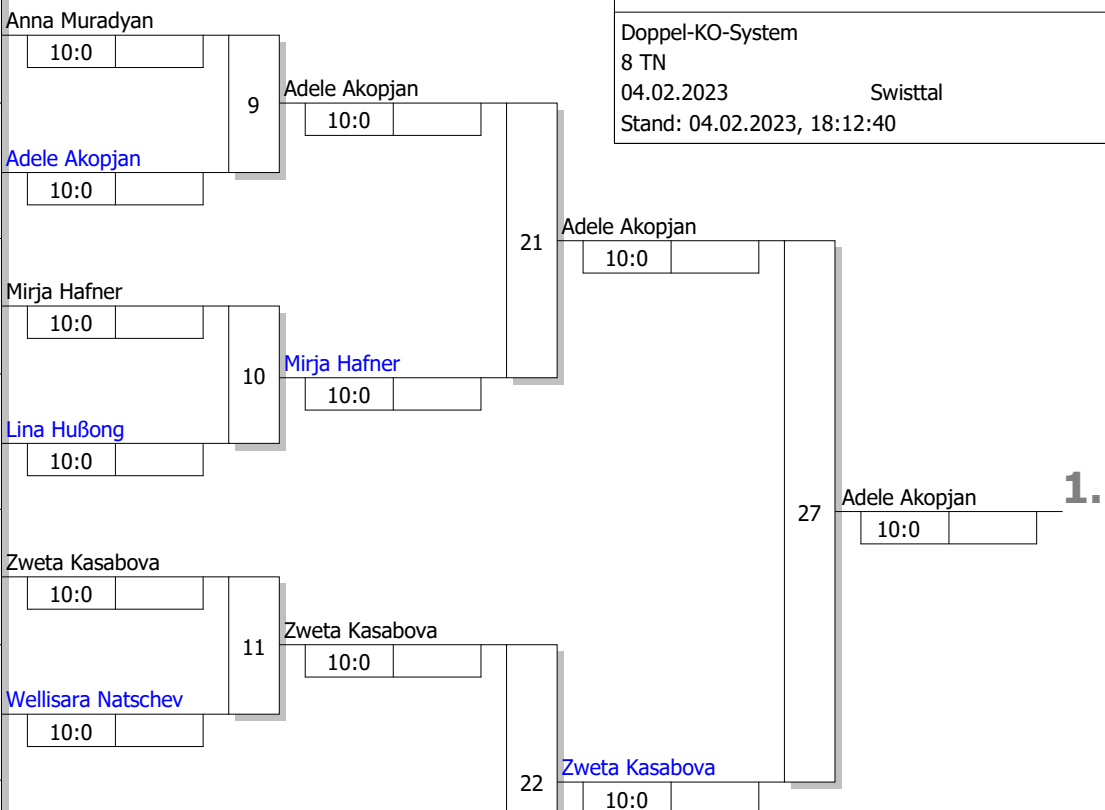 Anna Muradyan
10:0
Doppel-KO-System
8 TN
04.02.2023 Swisttal
Stand: 04.02.2023, 18:12:40
9
Adele Akopjan
10:0
Adele Akopjan
10:0
21
Adele Akopjan
10:0
Mirja Hafner
10:0
10
Mirja Hafner
10:0
Lina Hußong
10:0
27
Adele Akopjan
10:0
1.
Zweta Kasabova
10:0
11
Zweta Kasabova
10:0
Wellisara Natschev
10:0
22
Zweta Kasabova
10:0